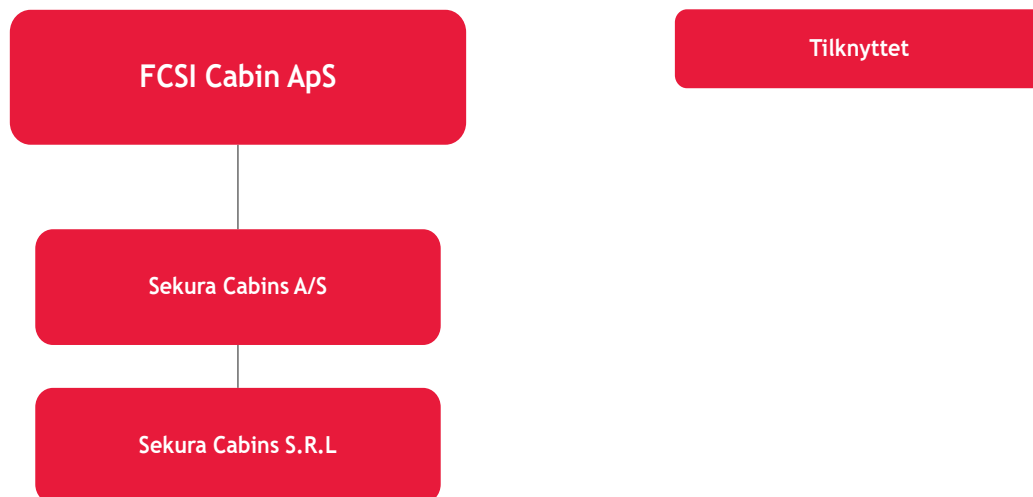 FCSI Cabin ApS
Tilknyttet
Sekura Cabins A/S
Sekura Cabins S.R.L